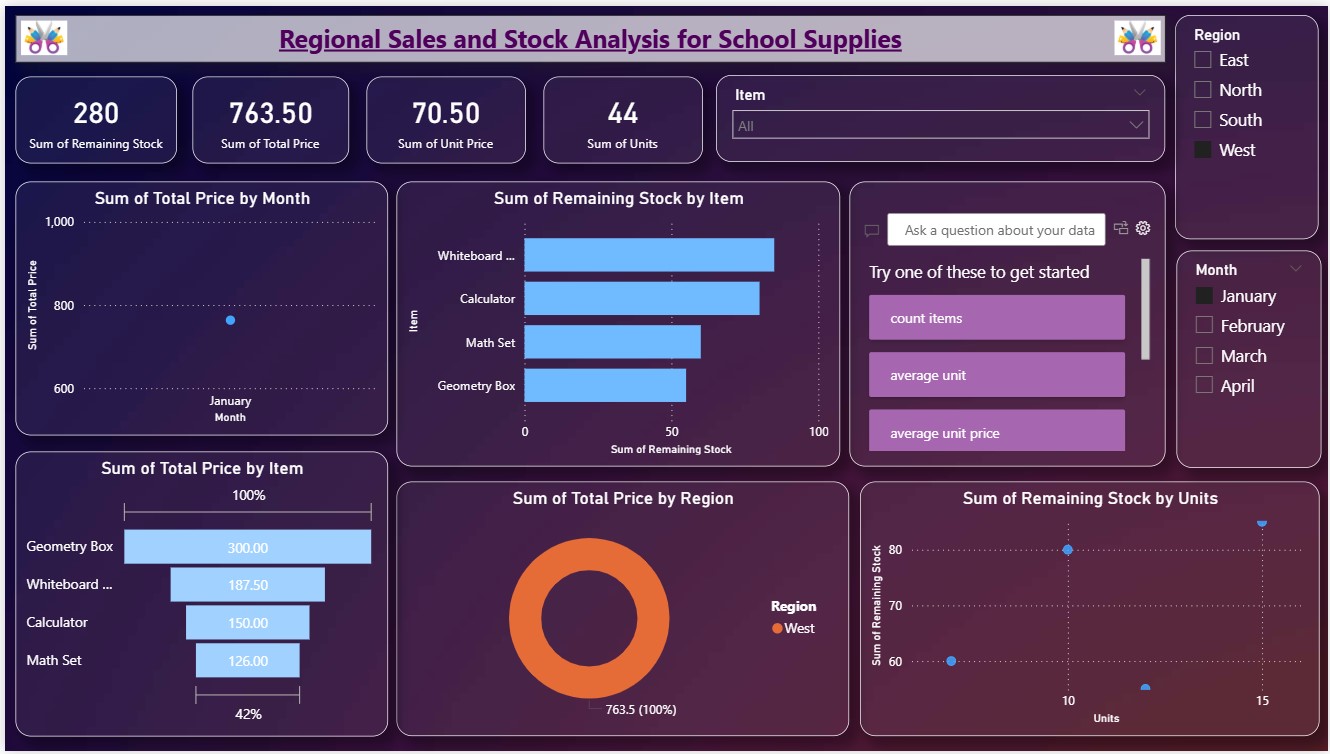 Regional Sales and Stock Analysis for School Supplies
280
Sum of Remaining Stock
763.50
Sum of Total Price
70.50
Sum of Unit Price
44
Sum of Units
Item
All
Region
East
North
South
West
Sum of Total Price by Month
1,000
800
600
Sum of Total Price
January
Month
Sum of Remaining Stock by Item
Item
Whiteboard ...
Calculator
Math Set
Geometry Box
0 50 100
Sum of Remaining Stock
Ask a question about your data
Try one of these to get started
count items
average unit
average unit price
Month
January
February
March
April
Sum of Total Price by Item
100%
Geometry Box 300.00
Whiteboard ... 187.50
Calculator 150.00
Math Set 126.00
42%
Sum of Total Price by Region
763.5 (100%)
Region
West
Sum of Remaining Stock by Units
Sum of Remaining Stock
80
70
60
10 15
Units